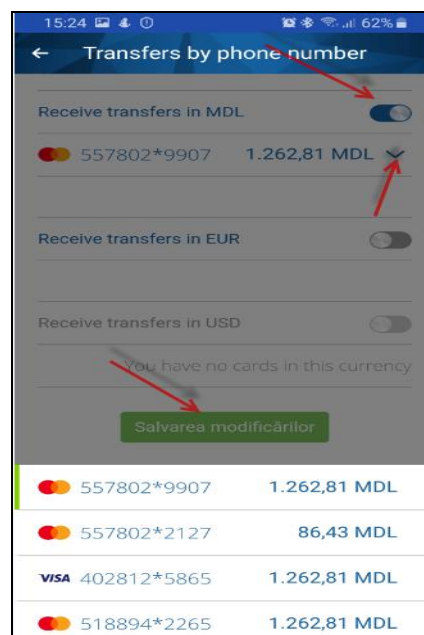 15:24 62%
Transfers by phone number
Receive transfers in MDL
557802*9907 1.262,81 MDL
Receive transfers in EUR
Receive transfers in USD
You have no cards in this currency
Salvarea modificărilor
557802*9907 1.262,81 MDL
557802*2127 86,43 MDL
VISA 402812*5865 1.262,81 MDL
518894*2265 1.262,81 MDL